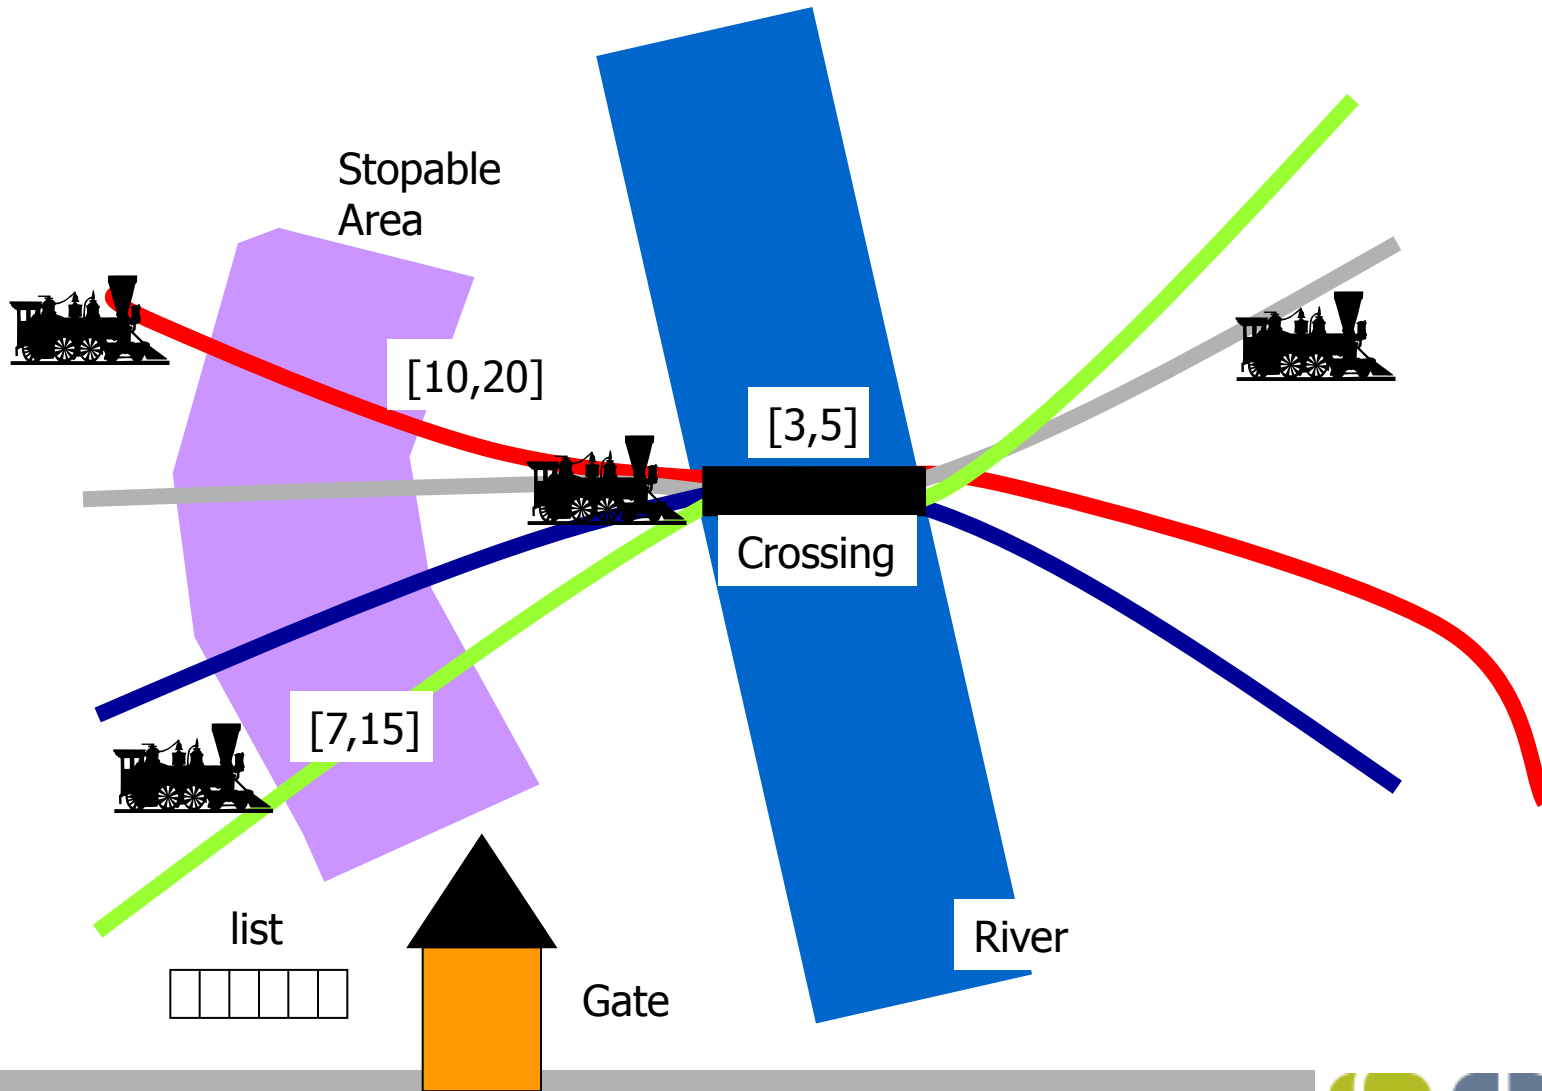 Stopable
Area
[10,20]
[3,5]
Crossing
[7,15]
list
River
Gate